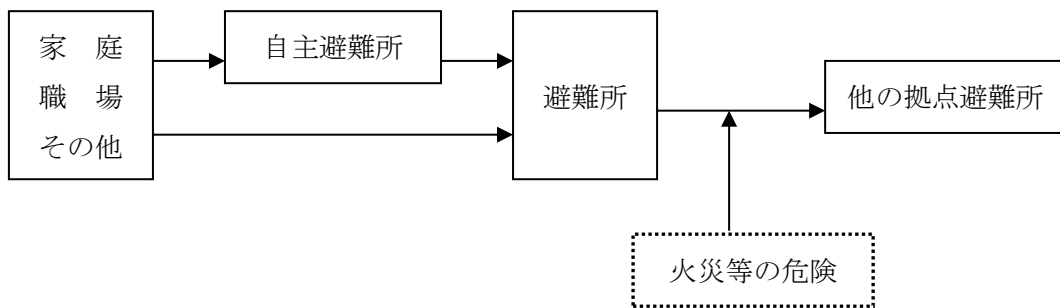 家　庭
職　場
その他
自主避難所
避難所
他の拠点避難所
火災等の危険